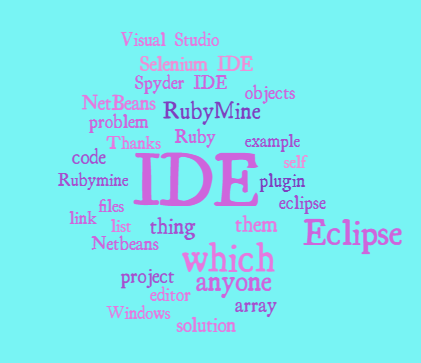 Visual Studio
Selenium IDE
Spyder IDE
objects
NetBeans
RubyMine
problem
Thanks
Ruby
example
code
IDE
self
Rubymine
plugin
files
eclipse
link
list
thing
them
Eclipse
Netbeans
which
project
anyone
editor
array
Windows
solution